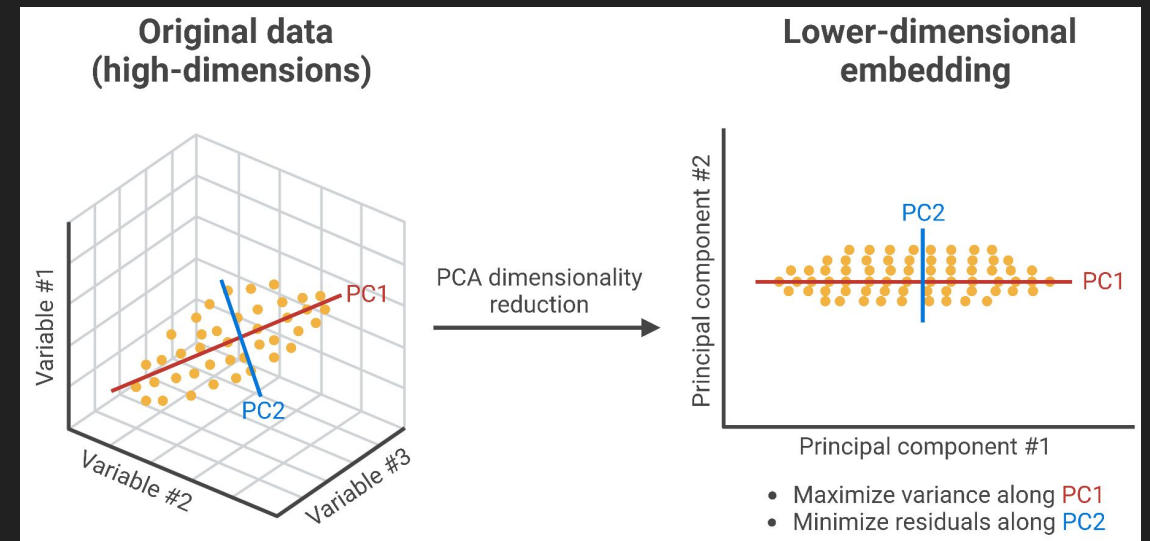 Original data
(high-dimensions)
Variable #1
Variable #2
Variable #3
PC1
PC2
PCA dimensionality
reduction
Lower-dimensional
embedding
Principal component #2
PC2
PC1
Principal component #1
• Maximize variance along PC1
• Minimize residuals along PC2